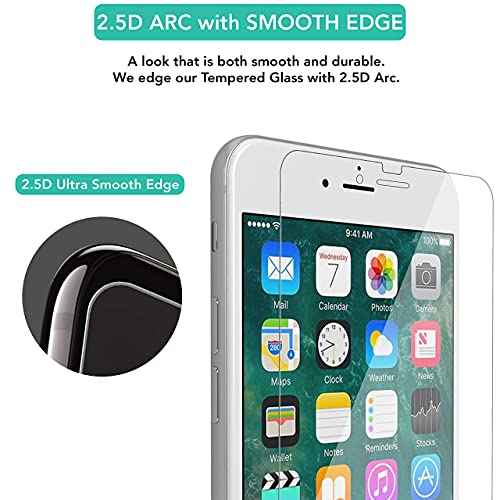 2.5D ARC with SMOOTH EDGE
A look that is both smooth and durable.
We edge our Tempered Glass with 2.5D Arc.
2.5D Ultra Smooth Edge
9:41 AM
100%
Wednesday
7
Mail
Calendar
Photos
Camera
280
Maps
Clock
Weather
News
Wallet
Notes
Reminders
Stocks